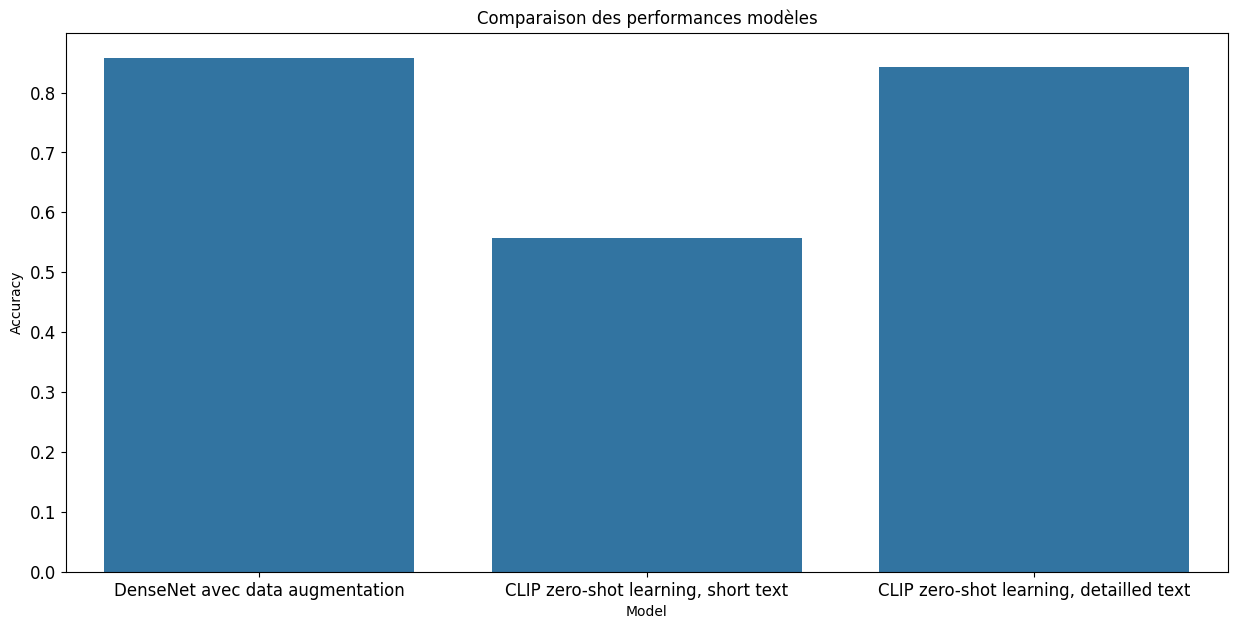 Comparaison des performances modèles
Accuracy
0.8
0.7
0.6
0.5
0.4
0.3
0.2
0.1
0.0
DenseNet avec data augmentation
CLIP zero-shot learning, short text
CLIP zero-shot learning, detailled text
Model